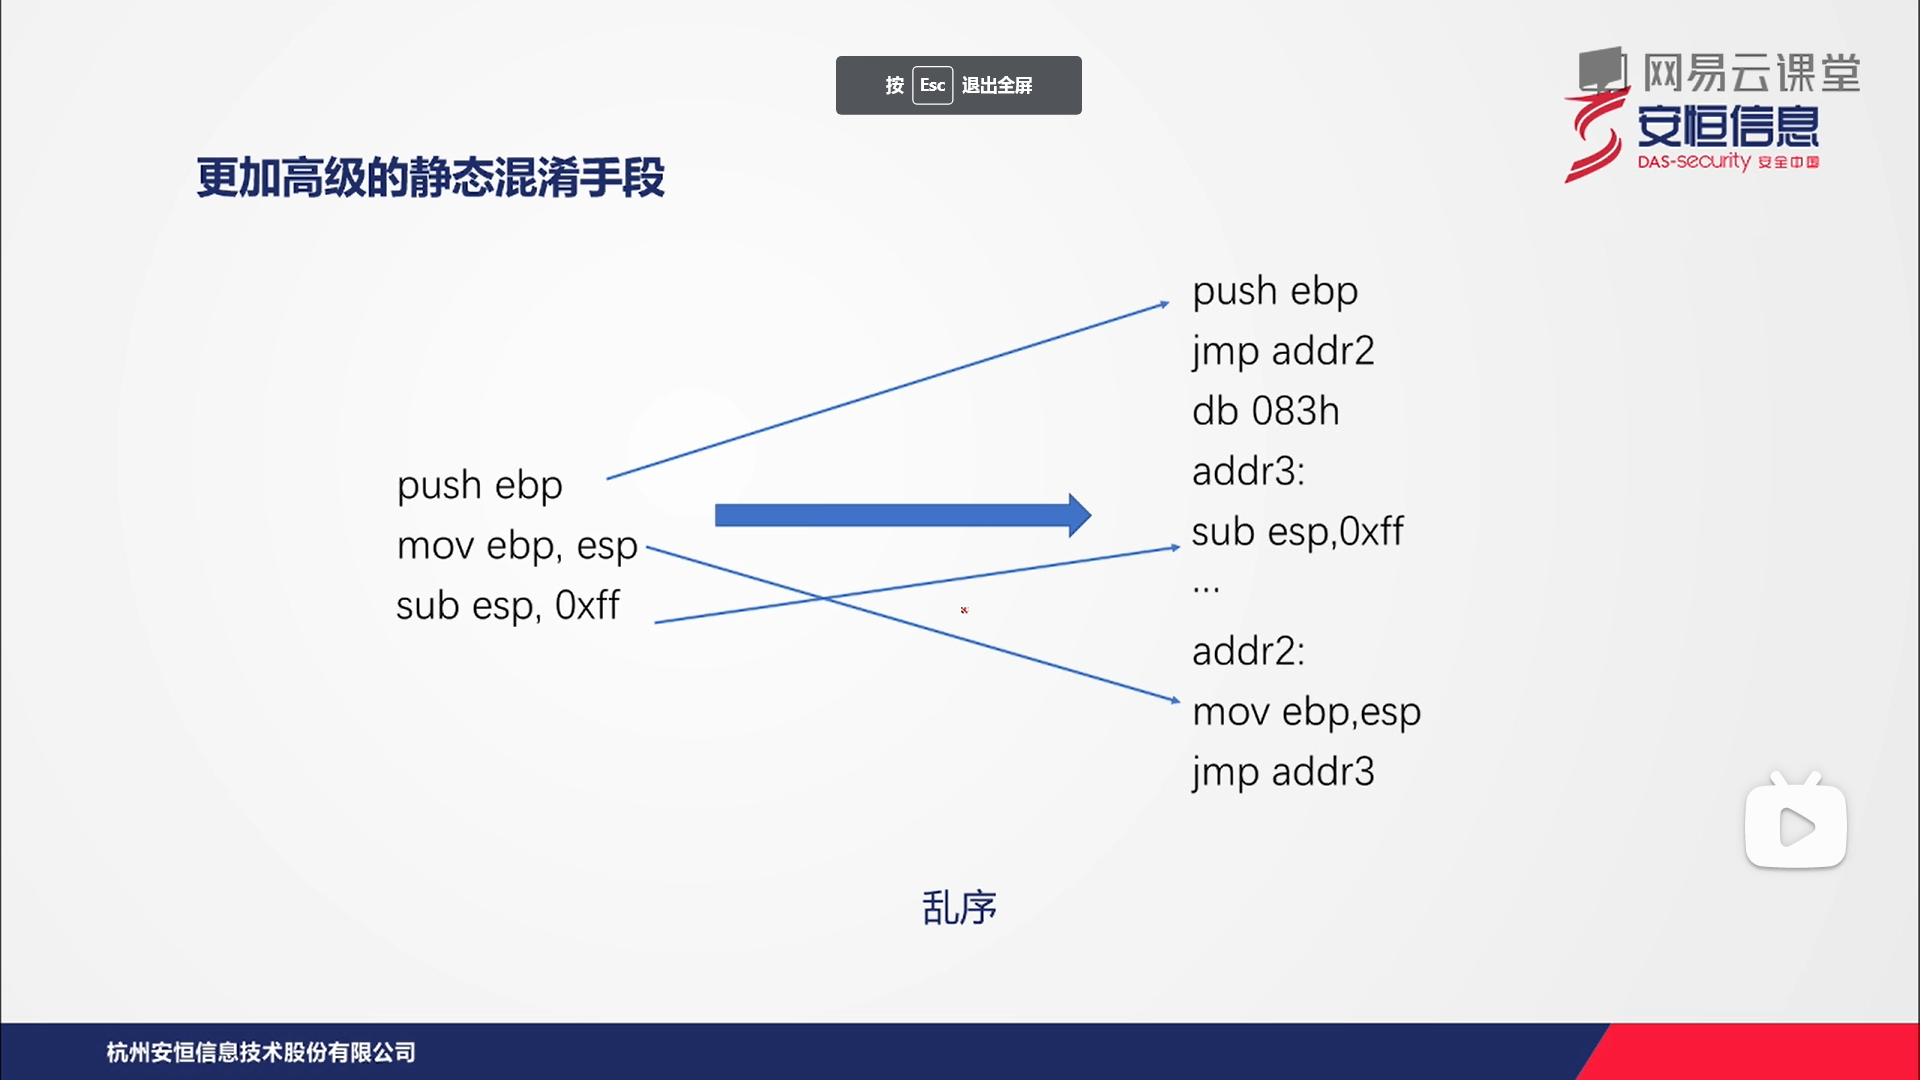 按 Esc 退出全屏
网易云课堂
安恒信息
DAS-security 安全中国
更加高级的静态混淆手段
push ebp
mov ebp, esp
sub esp, 0xff
push ebp
jmp addr2
db 083h
addr3:
sub esp,0xff
...
addr2:
mov ebp,esp
jmp addr3
乱序
杭州安恒信息技术股份有限公司